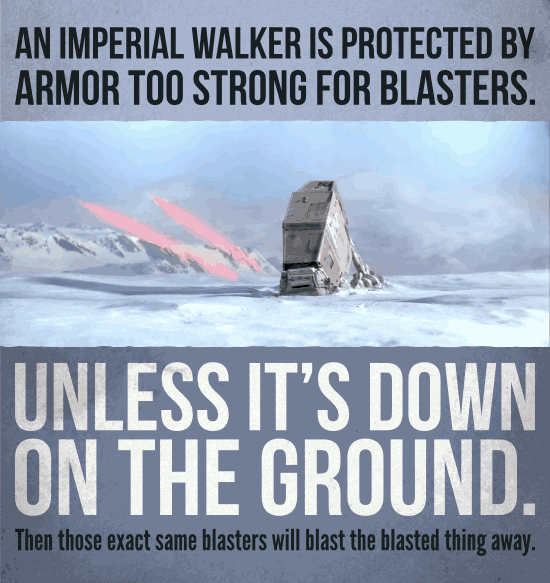 AN IMPERIAL WALKER IS PROTECTED BY
ARMOR TOO STRONG FOR BLASTERS.
UNLESS IT'S DOWN
ON THE GROUND.
Then those exact same blasters will blast the blasted thing away.